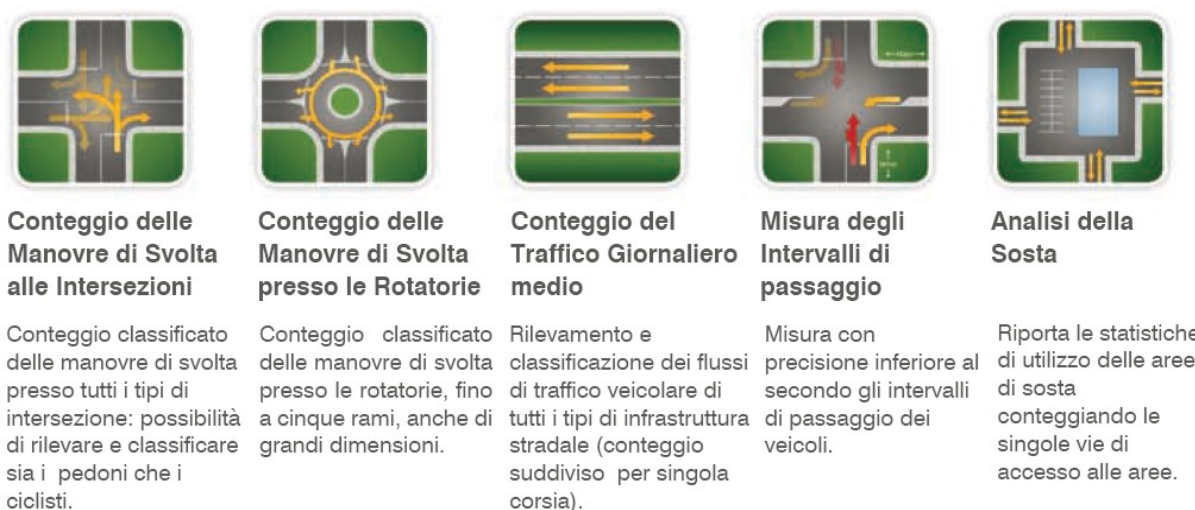 Conteggio delle
Manovre di Svolta
alle Intersezioni
Conteggio classificato
delle manovre di svolta
presso tutti i tipi di
intersezione: possibilità
di rilevare e classificare
sia i pedoni che i
ciclisti.
Conteggio delle
Manovre di Svolta
presso le Rotatorie
Conteggio classificato
delle manovre di svolta
presso le rotatorie, fino
a cinque rami, anche di
grandi dimensioni.
Conteggio del
Traffico Giornaliero
medio
Rilevamento e
classificazione dei flussi
di traffico veicolare di
tutti i tipi di infrastruttura
stradale (conteggio
suddiviso per singola
corsia).
Misura degli
Intervalli di
passaggio
Misura con
precisione inferiore al
secondo gli intervalli
di passaggio dei
veicoli.
Analisi della
Sosta
Riporta le statistiche
di utilizzo delle aree
di sosta
conteggiando le
singole vie di
accesso alle aree.